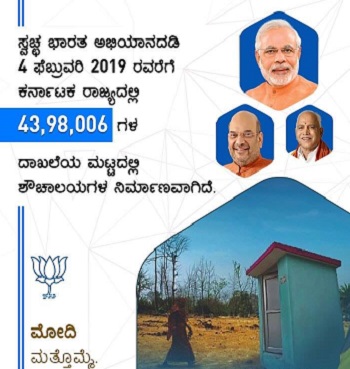 ಸ್ವಚ್ಛ ಭಾರತ ಅಭಿಯಾನದಡಿ
4 ಫೆಬ್ರುವರಿ 2019 ರವರೆಗೆ
ಕರ್ನಾಟಕ ರಾಜ್ಯದಲ್ಲಿ
43,98,006 ಗಳ
ದಾಖಲೆಯ ಮಟ್ಟದಲ್ಲಿ
ಶೌಚಾಲಯಗಳ ನಿರ್ಮಾಣವಾಗಿದೆ.
ಮೋದಿ
ಮತ್ತೊಮ್ಮೆ.